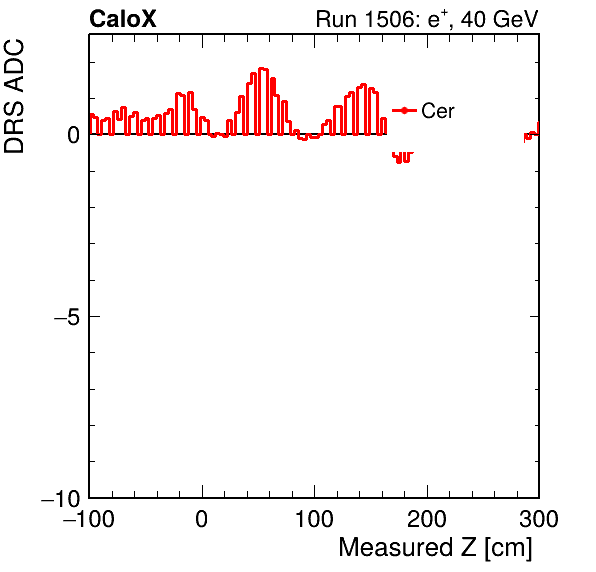 CaloX Run 1506: e⁺, 40 GeV
DRS ADC
Cer
0
−5
−10
−100 0 100 200 300
Measured Z [cm]